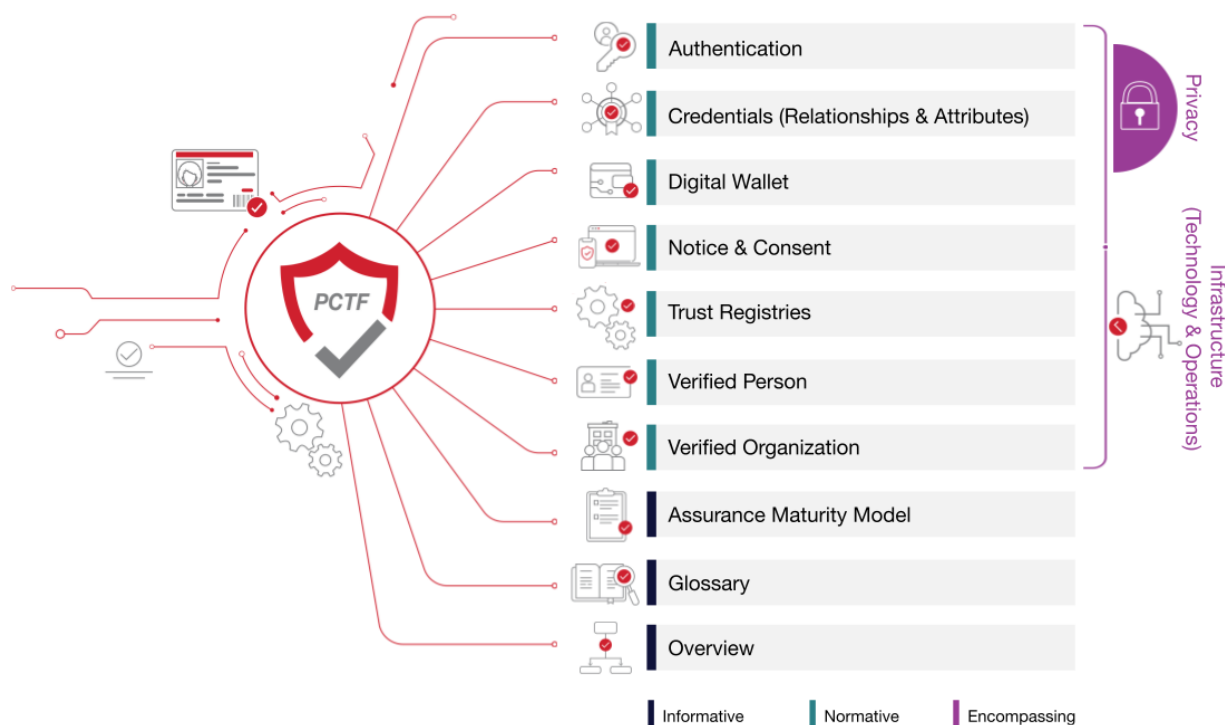 PCTF
Authentication
Credentials (Relationships & Attributes)
Digital Wallet
Notice & Consent
Trust Registries
Verified Person
Verified Organization
Assurance Maturity Model
Glossary
Overview
Privacy
Infrastructure
(Technology & Operations)
Informative
Normative
Encompassing